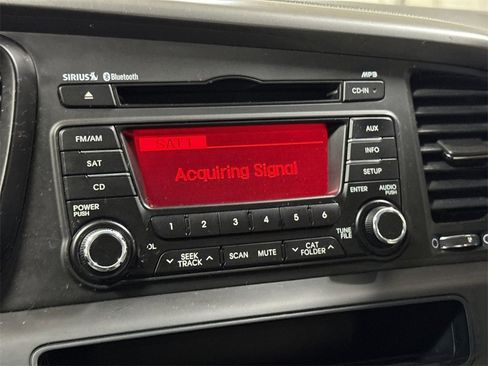 SIRIUS Bluetooth MP3
CD-IN
FM/AM
SAT
CD
AUX
INFO
SETUP
SAT1
Acquiring Signal
POWER
PUSH
ENTER
AUDIO
PUSH
1 2 3 4 5 6
VOL
SEEK
TRACK
SCAN
MUTE
CAT
FOLDER
TUNE
FILE